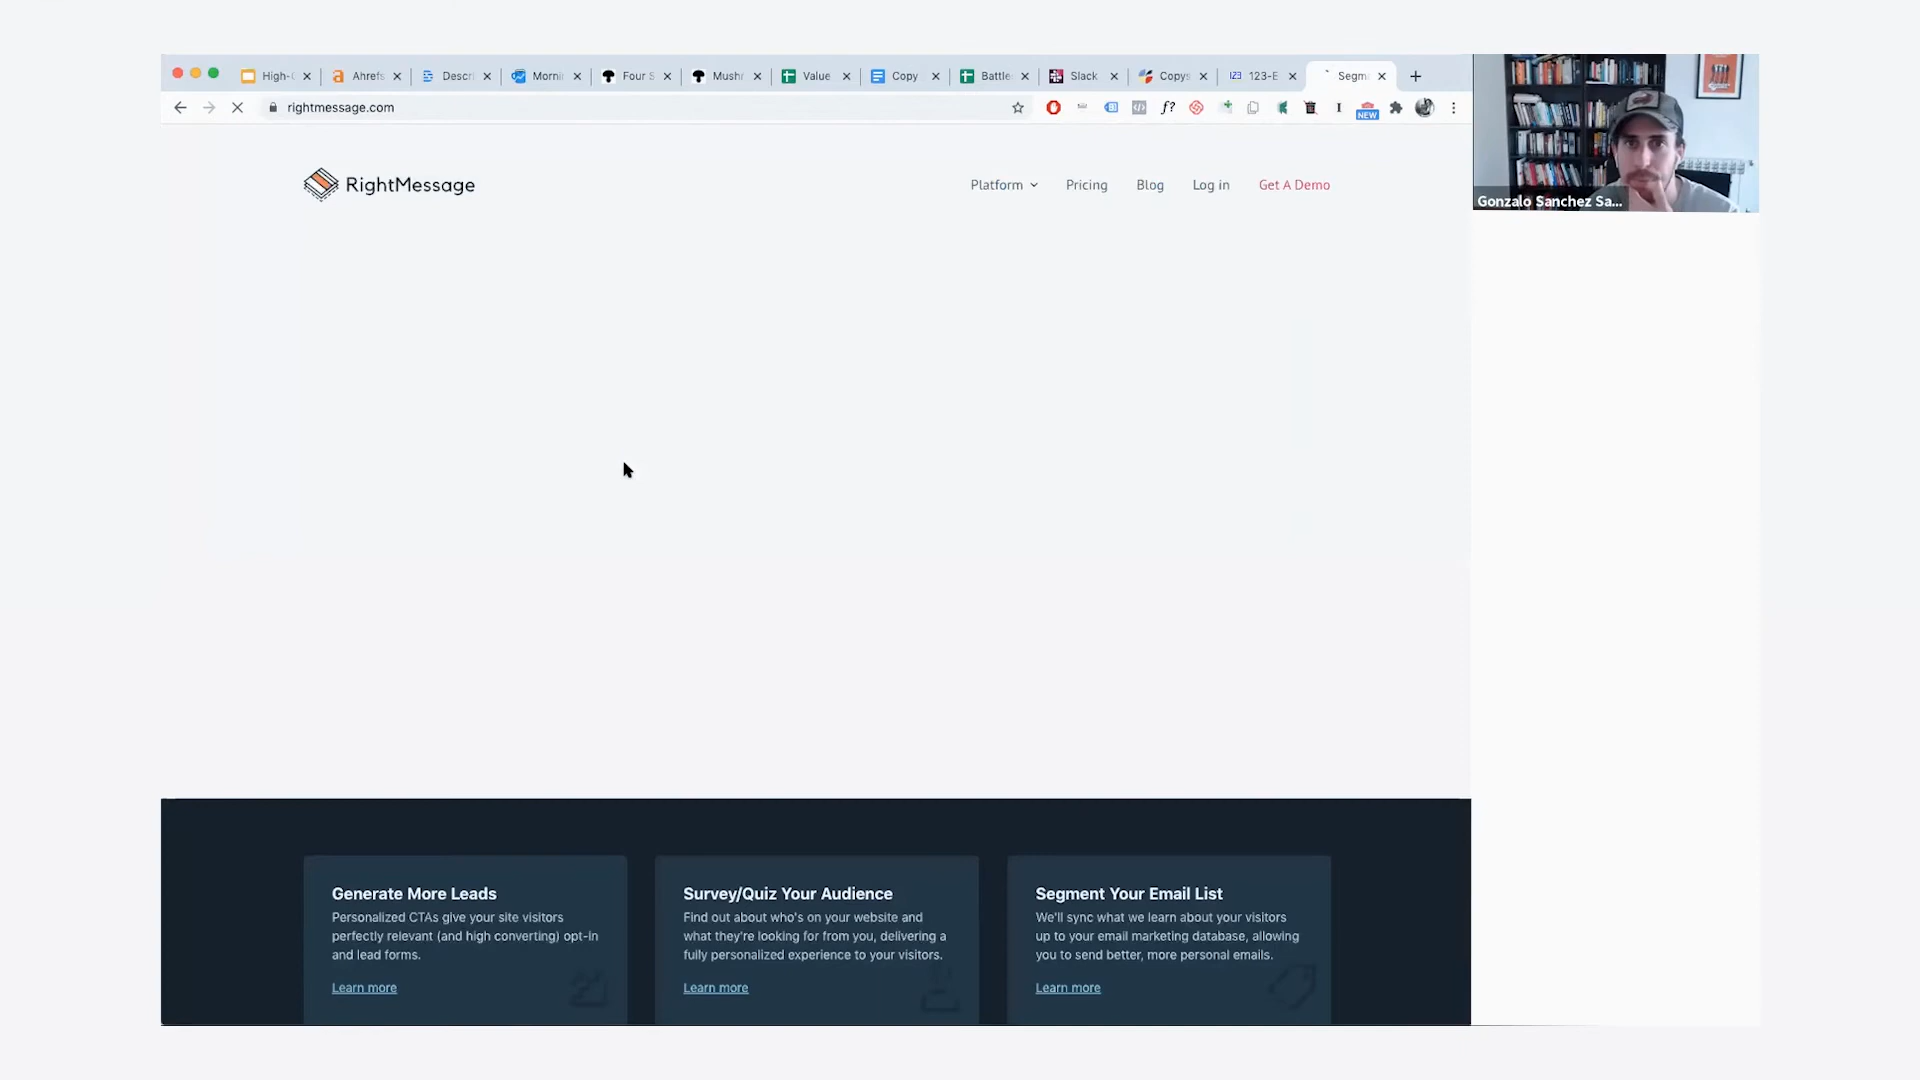 High-
Ahrefs
Descri
Morni
Four S
Mushr
Value
Copy
Battle
Slack
Copys
123 123-E
Segm
rightmessage.com
f?
NEW
RightMessage
Platform
Pricing
Blog
Log in
Get A Demo
Gonzalo Sanchez Sa...
Generate More Leads
Personalized CTAs give your site visitors
perfectly relevant (and high converting) opt-in
and lead forms.
Learn more
Survey/Quiz Your Audience
Find out about who's on your website and
what they're looking for from you, delivering a
fully personalized experience to your visitors.
Learn more
Segment Your Email List
We'll sync what we learn about your visitors
up to your email marketing database, allowing
you to send better, more personal emails.
Learn more